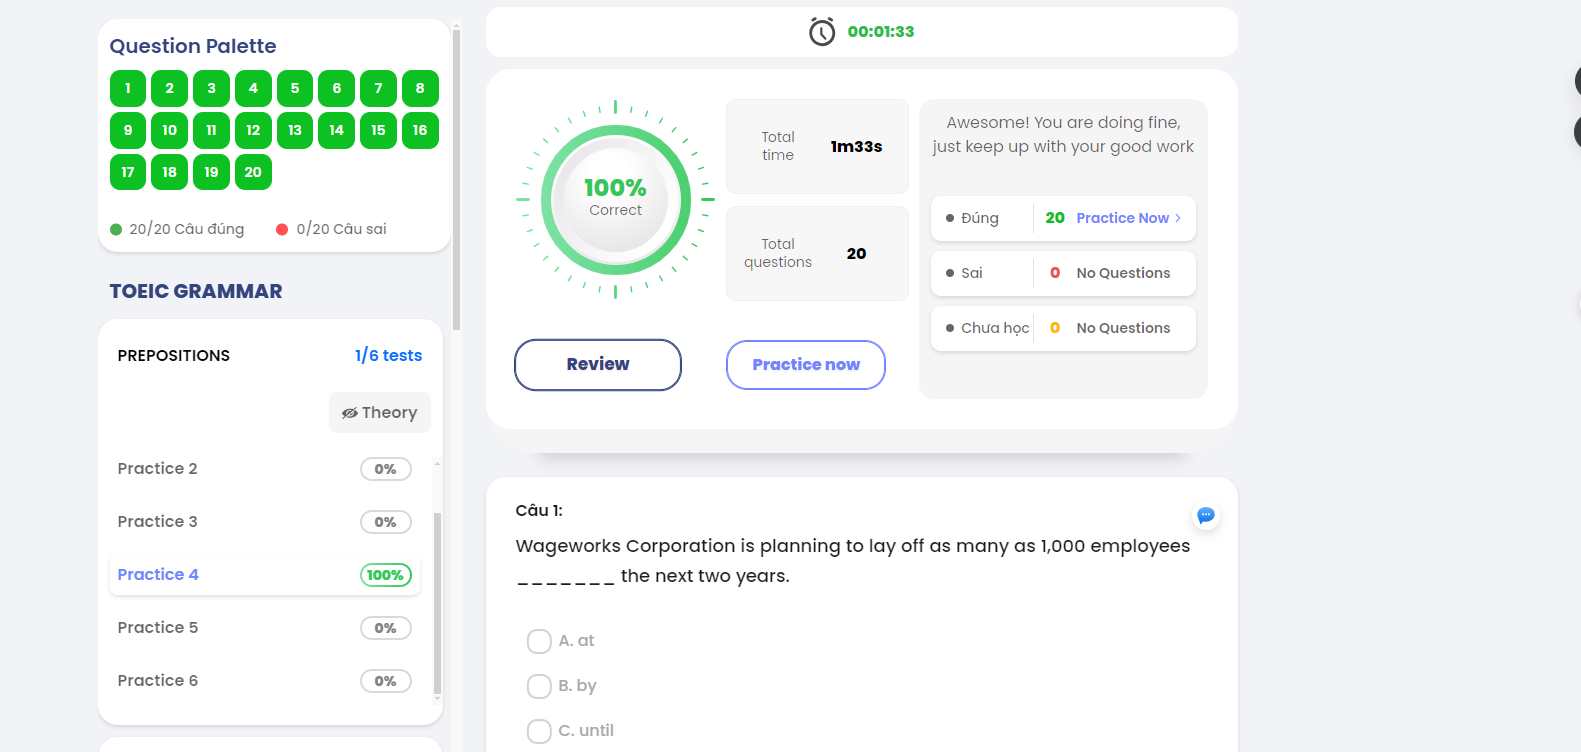 Question Palette
1 2 3 4 5 6 7 8
9 10 11 12 13 14 15 16
17 18 19 20
20/20 Câu đúng 0/20 Câu sai
TOEIC GRAMMAR
PREPOSITIONS 1/6 tests
Theory
Practice 2 0%
Practice 3 0%
Practice 4 100%
Practice 5 0%
Practice 6 0%
00:01:33
100%
Correct
Total
time
1m33s
Total
questions
20
Review
Practice now
Awesome! You are doing fine,
just keep up with your good work
Đúng 20 Practice Now >
Sai 0 No Questions
Chưa học 0 No Questions
Câu 1:
Wageworks Corporation is planning to lay off as many as 1,000 employees
_______ the next two years.
A. at
B. by
C. until